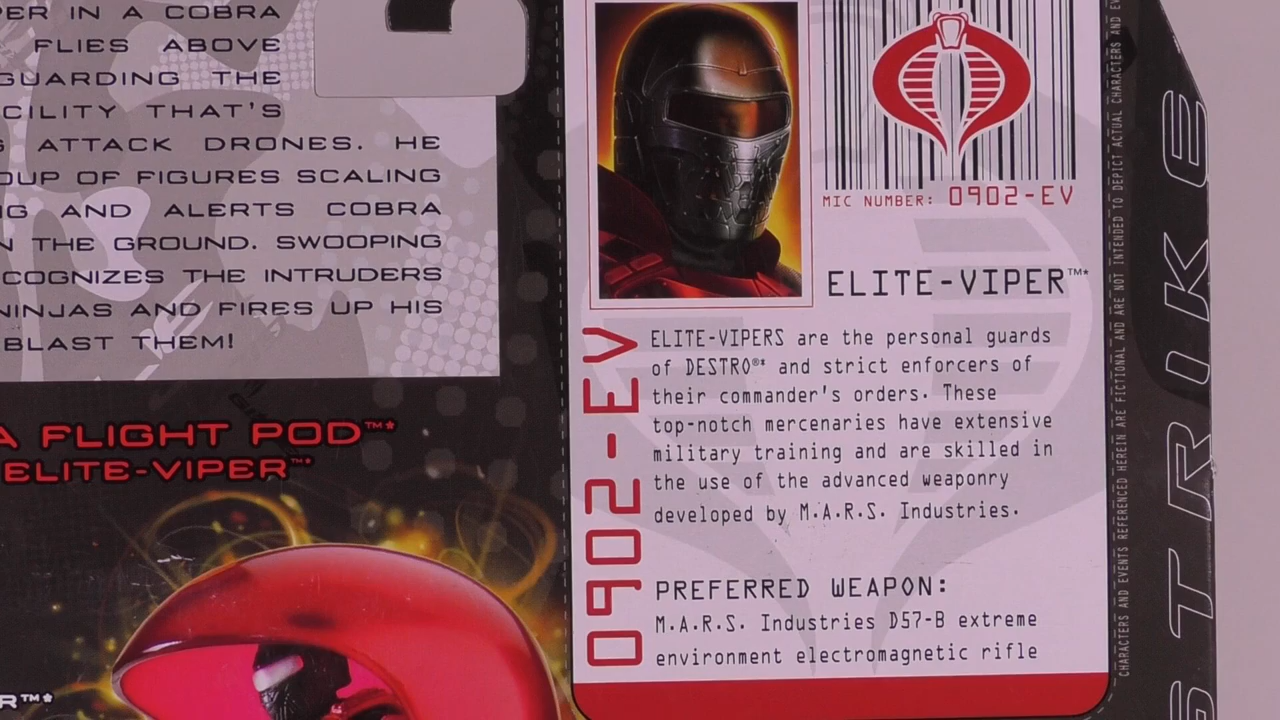 PER IN A COBRA
FLIES ABOVE
GUARDING THE
CILITY THAT'S
ATTACK DRONES. HE
OUP OF FIGURES SCALING
AND ALERTS COBRA
N THE GROUND. SWOOPING
COGNIZES THE INTRUDERS
NINJAS AND FIRES UP HIS
BLAST THEM!
A FLIGHT POD™*
ELITE-VIPER™*
R™*
MIC NUMBER: 0902-EV
ELITE-VIPER™*
0902-EV
ELITE-VIPERS are the personal guards
of DESTRO®* and strict enforcers of
their commander's orders. These
top-notch mercenaries have extensive
military training and are skilled in
the use of the advanced weaponry
developed by M.A.R.S. Industries.
PREFERRED WEAPON:
M.A.R.S. Industries D57-B extreme
environment electromagnetic rifle
CHARACTERS AND EVENTS REFERENCED HEREIN ARE FICTIONAL AND ARE NOT INTENDED TO DEPICT ACTUAL CHARACTERS AND EV
STRIKE